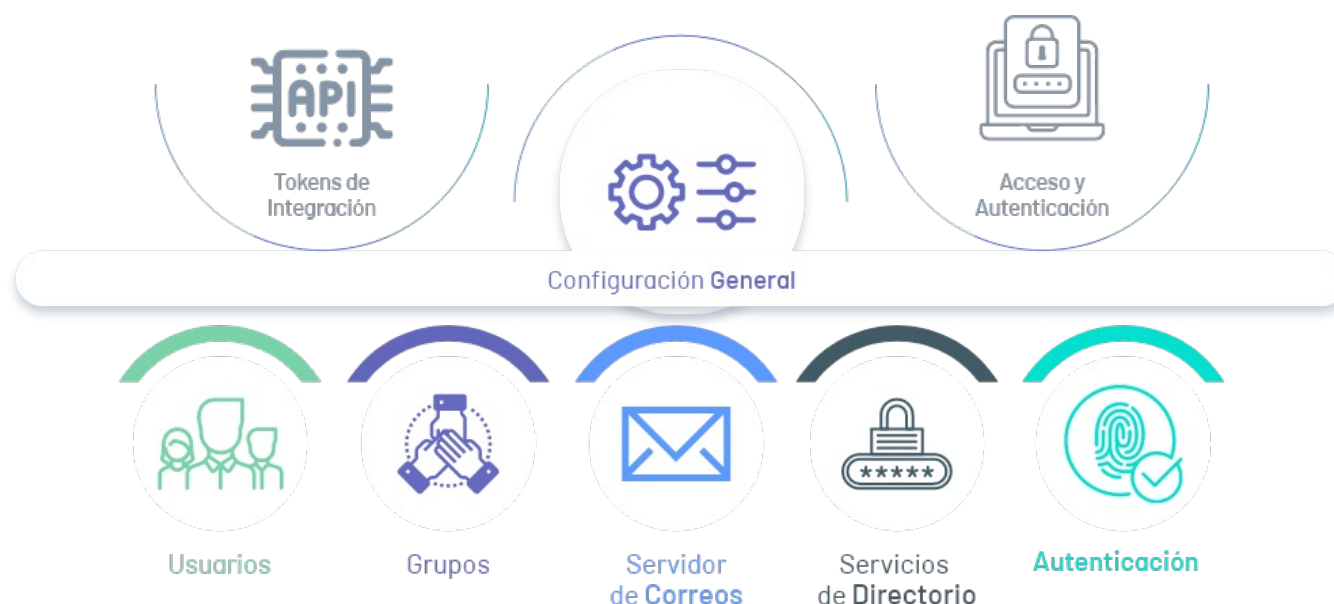 API
Tokens de
Integración
Acceso y
Autenticación
Configuración General
*****
Usuarios
Grupos
Servidor
de Correos
Servicios
de Directorio
Autenticación